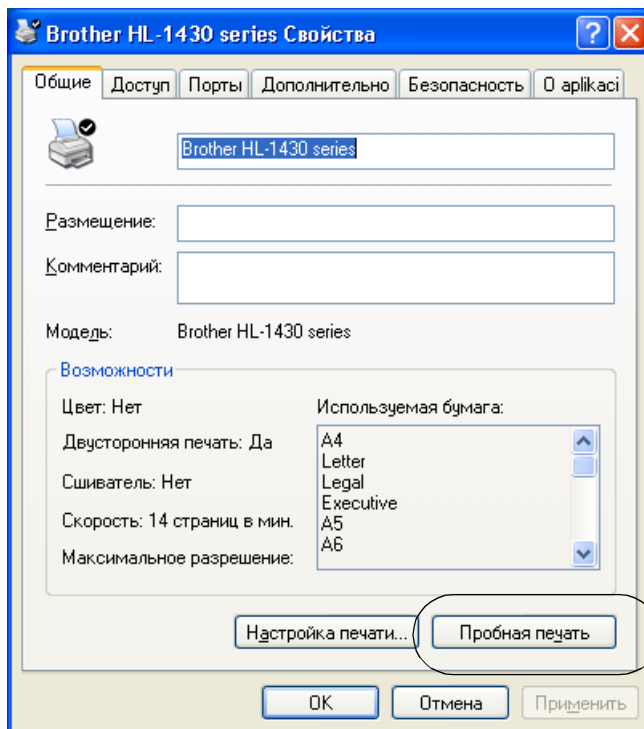 Brother HL-1430 series Свойства
Общие Доступ Порты Дополнительно Безопасность O aplikaci
Brother HL-1430 series
Размещение:
Комментарий:
Модель: Brother HL-1430 series
Возможности
Цвет: Нет
Двусторонняя печать: Да
Сшиватель: Нет
Скорость: 14 страниц в мин.
Максимальное разрешение:
Используемая бумага:
A4
Letter
Legal
Executive
A5
A6
Настройка печати... Пробная печать
OK Отмена Применить